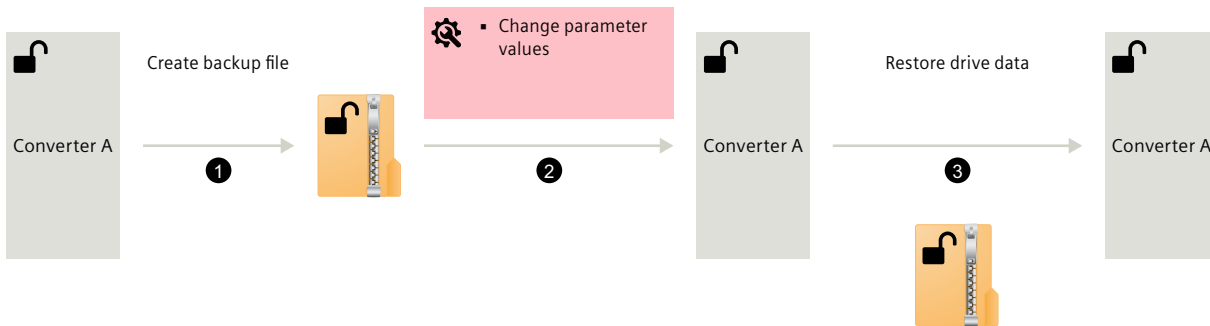 ▪ Change parameter
values
Create backup file
Restore drive data
Converter A
Converter A
Converter A
1
2
3